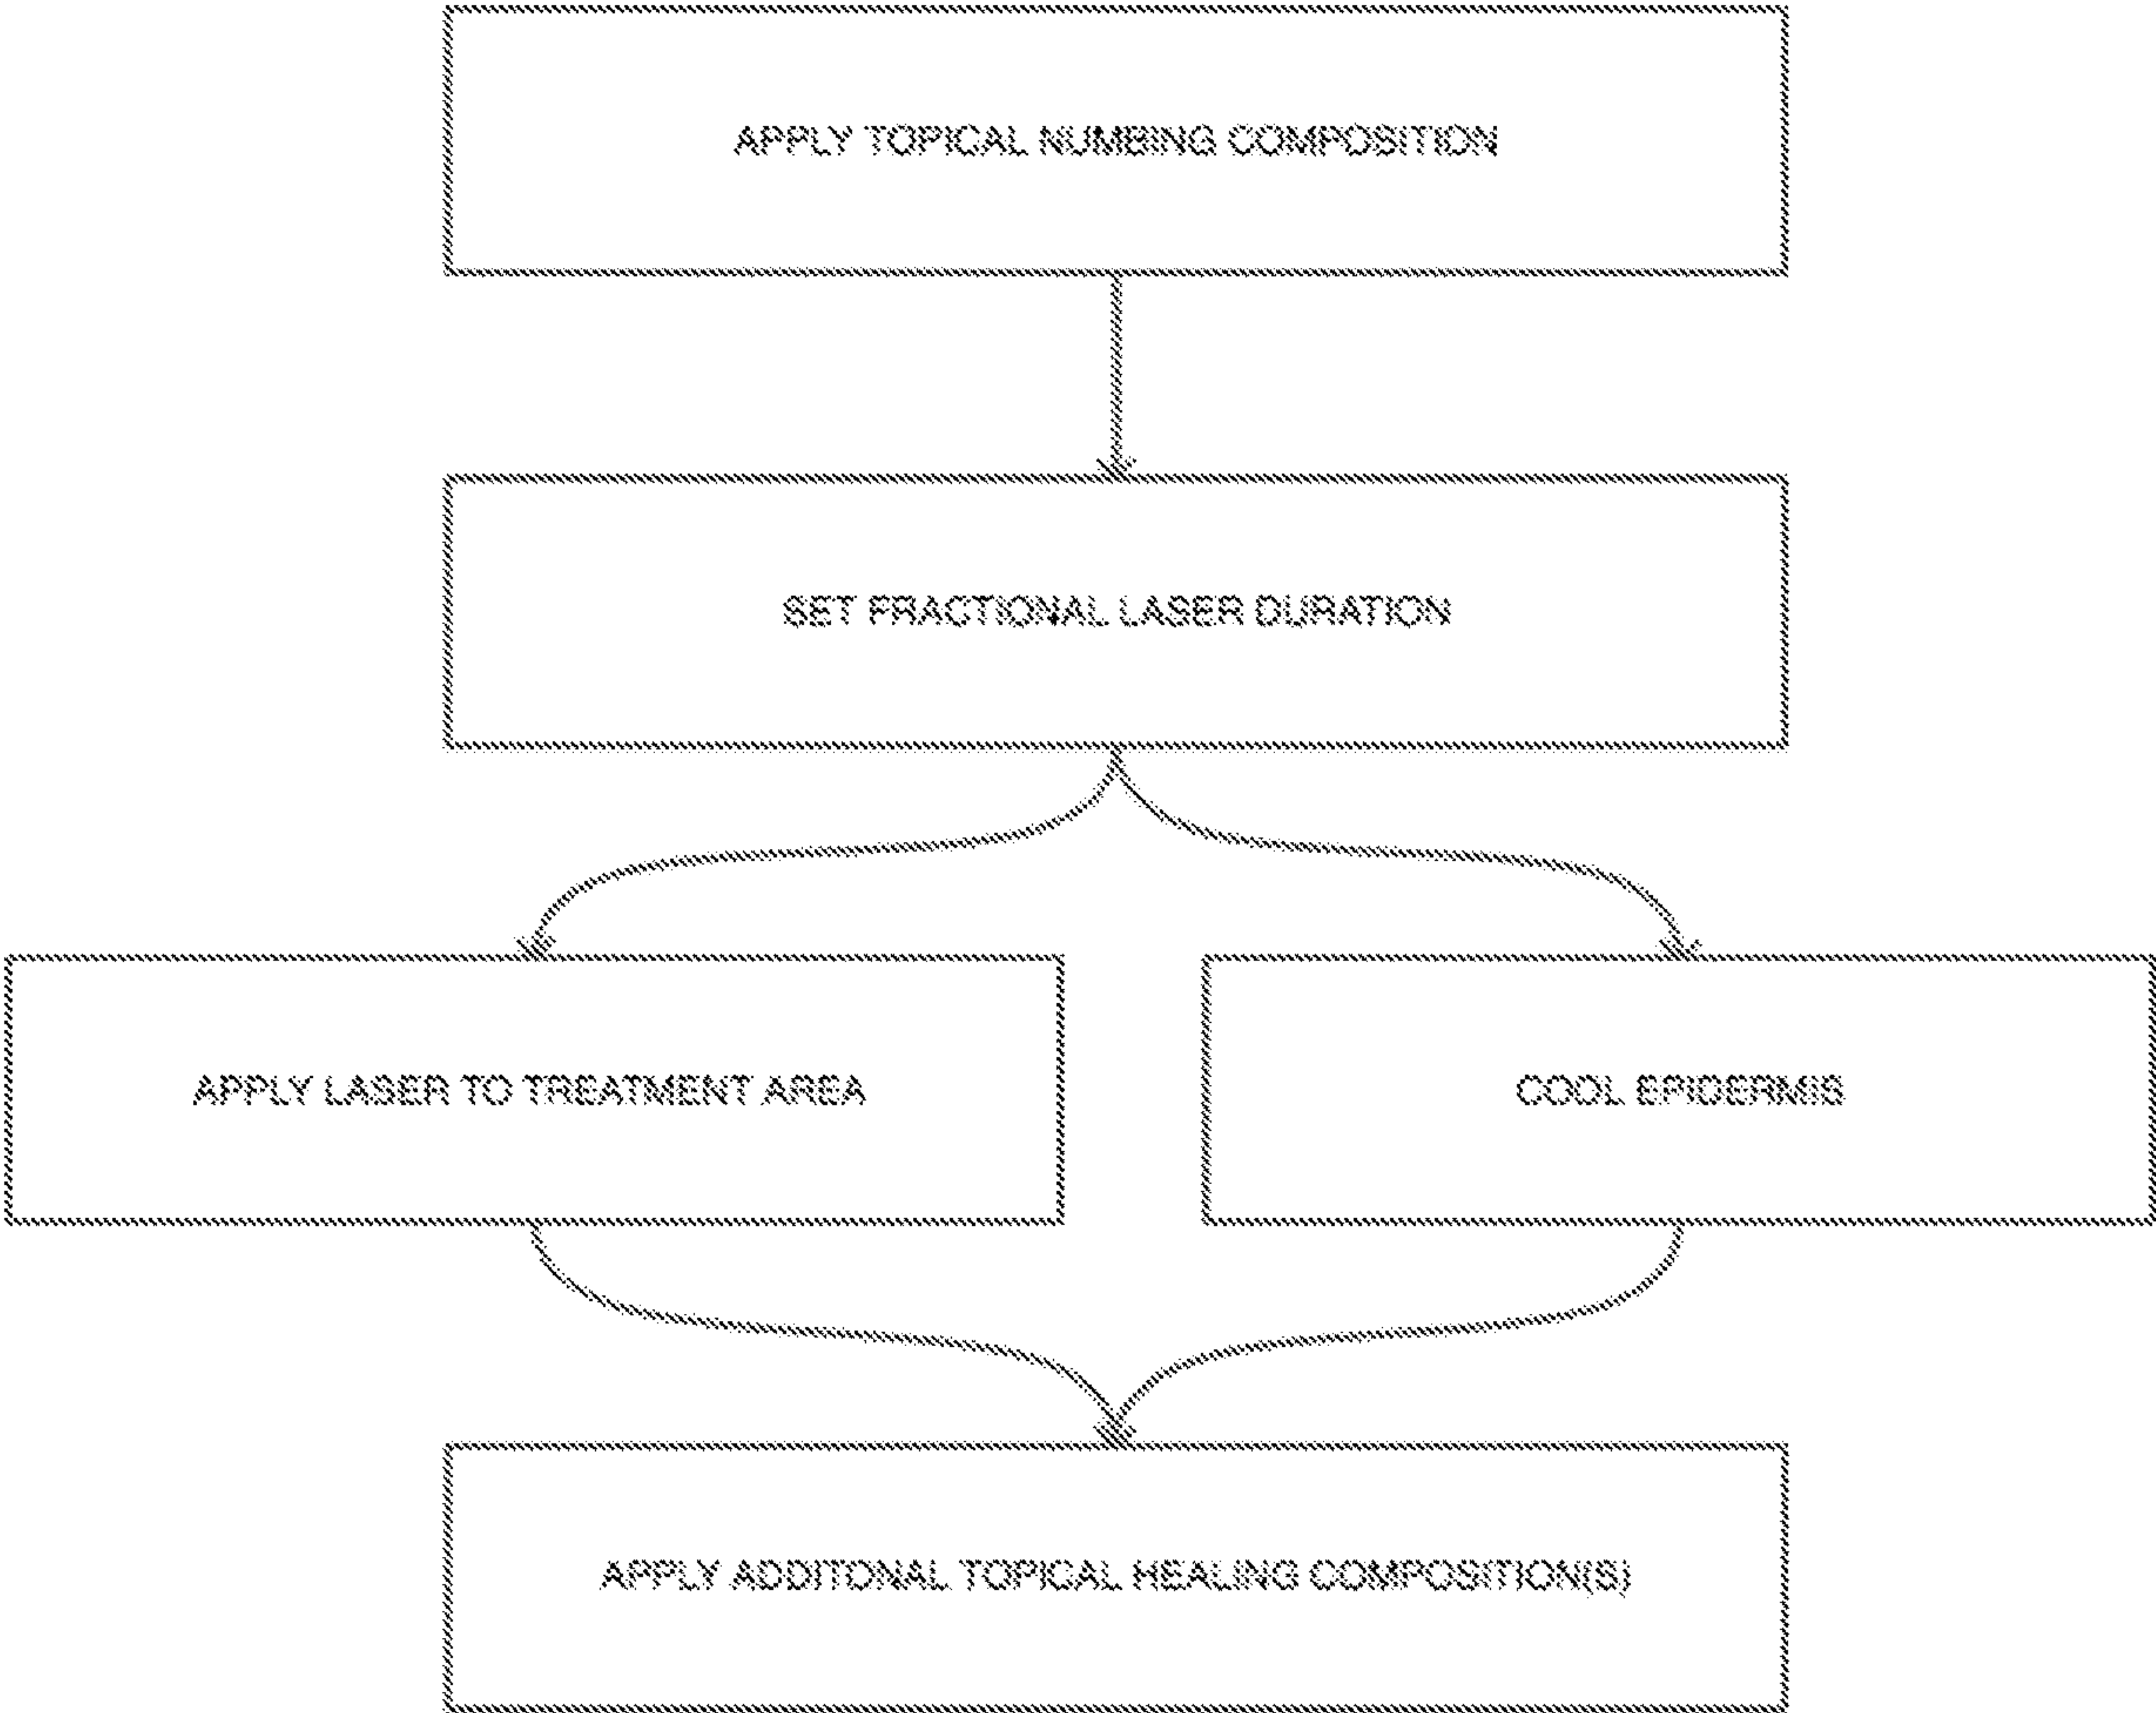 APPLY TOPICAL NUMBING COMPOSITION
SET FRACTIONAL LASER DURATION
APPLY LASER TO TREATMENT AREA
COOL EPIDERMIS
APPLY ADDITONAL TOPICAL HEALING COMPOSITION(S)